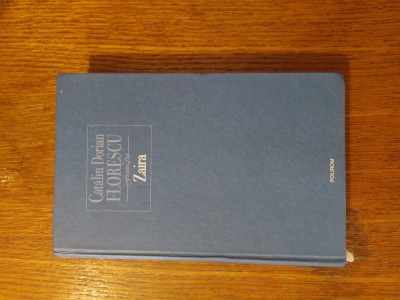 Catalin Dorian
FLORESCU
Zaira
POLIROM